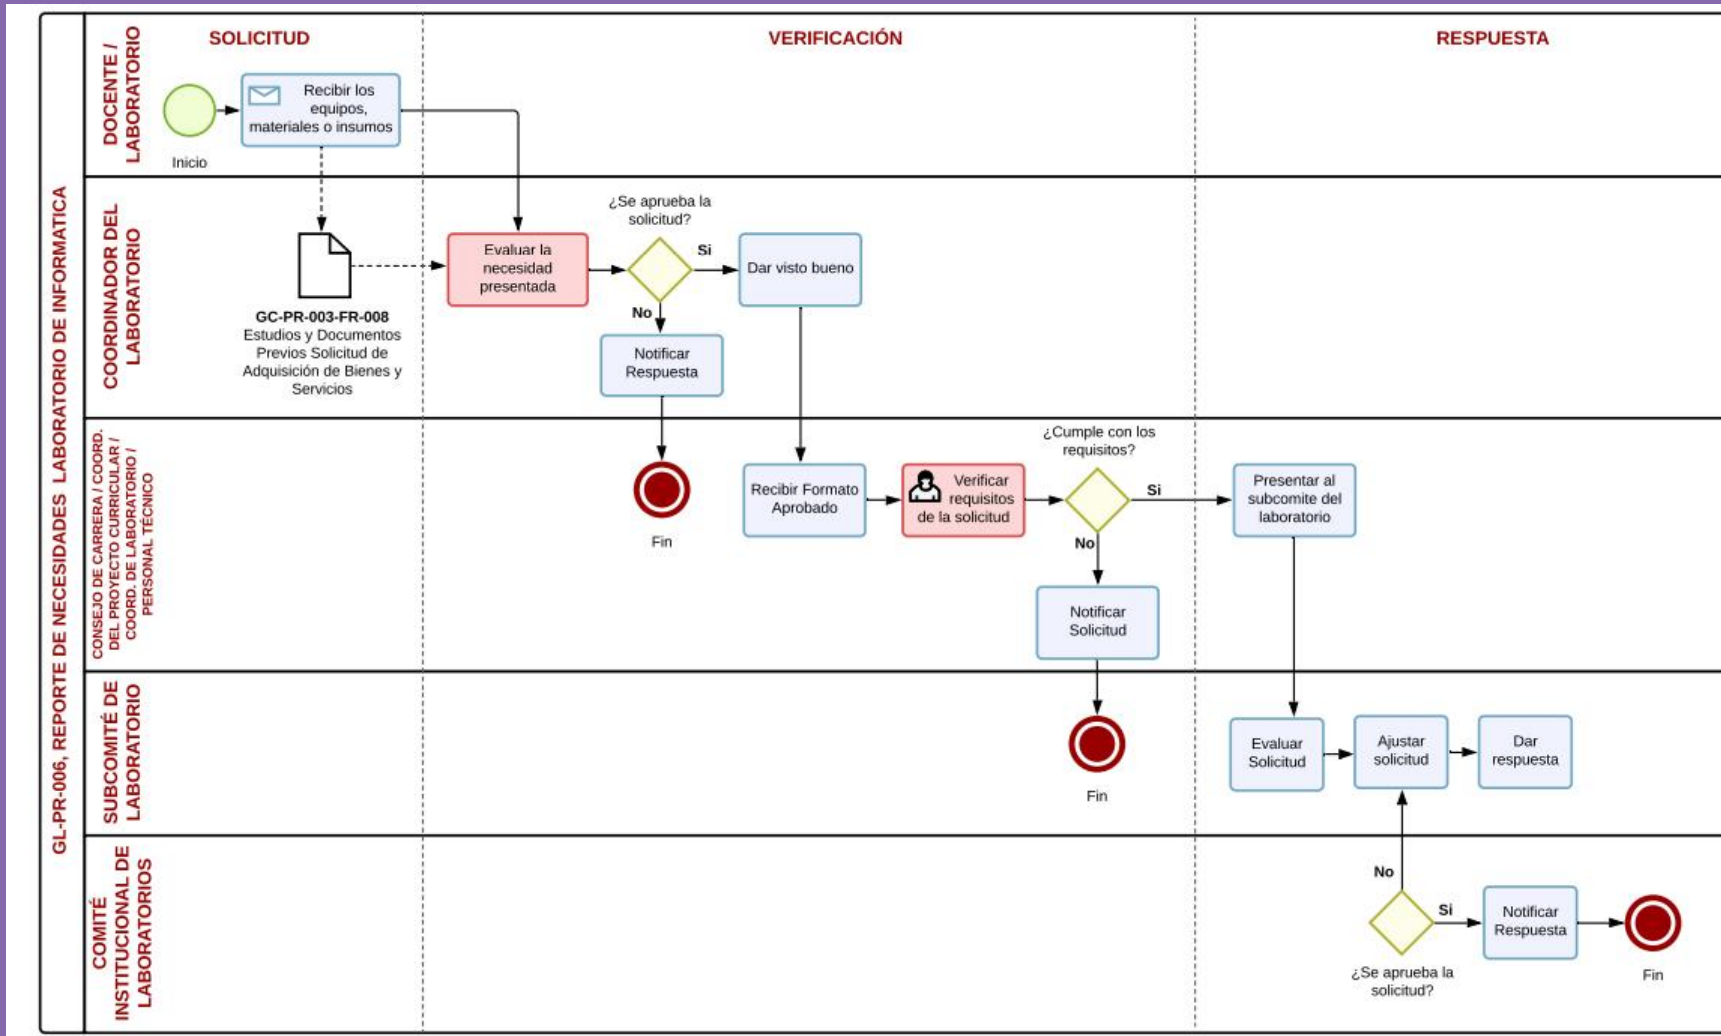 GL-PR-006, REPORTE DE NECESIDADES LABORATORIO DE INFORMATICA
SOLICITUD
VERIFICACIÓN
RESPUESTA
DOCENTE /
LABORATORIO
Inicio
Recibir los
equipos,
materiales o insumos
COORDINADOR DEL
LABORATORIO
GC-PR-003-FR-008
Estudios y Documentos
Previos Solicitud de
Adquisición de Bienes y
Servicios
Evaluar la
necesidad
presentada
¿Se aprueba la
solicitud?
Si
Dar visto bueno
No
Notificar
Respuesta
CONSEJO DE CARRERA / COORD.
DEL PROYECTO CURRICULAR /
COORD. DE LABORATORIO /
PERSONAL TÉCNICO
Fin
Recibir Formato
Aprobado
Verificar
requisitos
de la solicitud
¿Cumple con los
requisitos?
Si
Presentar al
subcomite del
laboratorio
No
Notificar
Solicitud
SUBCOMITÉ DE
LABORATORIO
Fin
Evaluar
Solicitud
Ajustar
solicitud
Dar
respuesta
COMITÉ
INSTITUCIONAL DE
LABORATORIOS
No
Si
¿Se aprueba la
solicitud?
Notificar
Respuesta
Fin